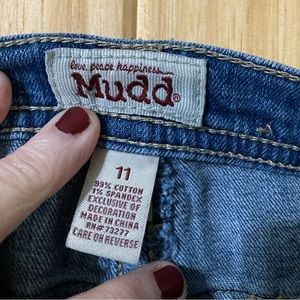 love, peace happiness...
Mudd®
11
99% COTTON
1% SPANDEX
EXCLUSIVE OF
DECORATION
MADE IN CHINA
RN#73277
CARE ON REVERSE